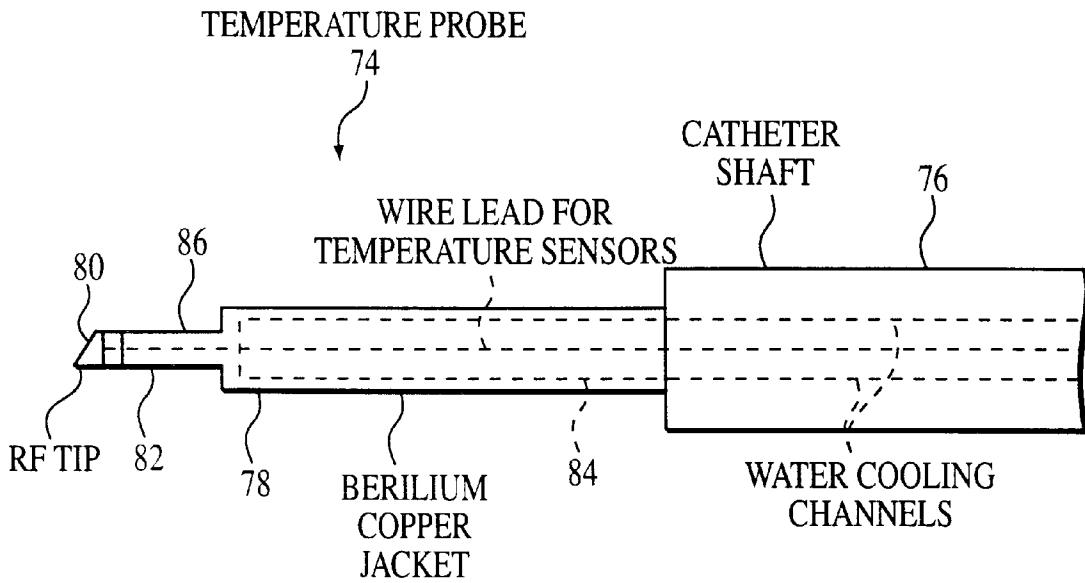 TEMPERATURE PROBE
74
CATHETER
SHAFT
76
WIRE LEAD FOR
TEMPERATURE SENSORS
86
80
RF TIP
82
78
BERILIUM
COPPER
JACKET
84
WATER COOLING
CHANNELS